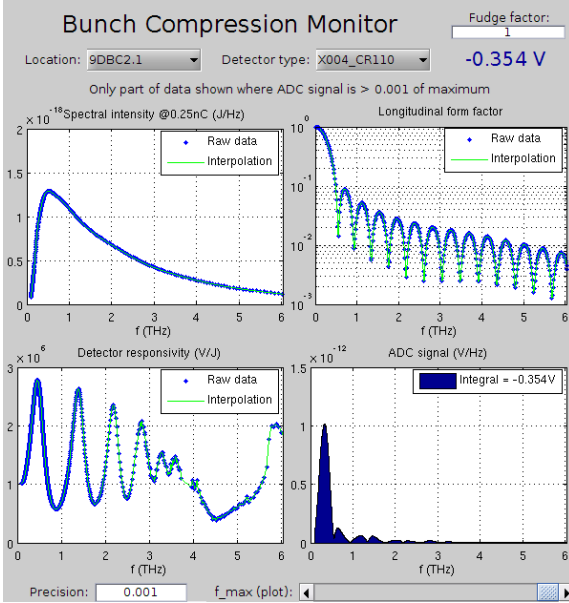 Bunch Compression Monitor
Fudge factor:
1
Location: 9DBC2.1 Detector type: X004_CR110 -0.354 V
Only part of data shown where ADC signal is > 0.001 of maximum
x 10^-18 Spectral intensity @0.25nC (J/Hz)
2
1.5
1
0.5
0
0 1 2 3 4 5 6
f (THz)
Raw data
Interpolation
Longitudinal form factor
10^0
10^-1
10^-2
10^-3
0 1 2 3 4 5 6
f (THz)
Raw data
Interpolation
x 10^6 Detector responsivity (V/J)
3
2
1
0
0 1 2 3 4 5 6
f (THz)
Raw data
Interpolation
x 10^-12 ADC signal (V/Hz)
1.5
1
0.5
0
0 1 2 3 4 5 6
f (THz)
Integral = -0.354V
Precision: 0.001 f_max (plot):